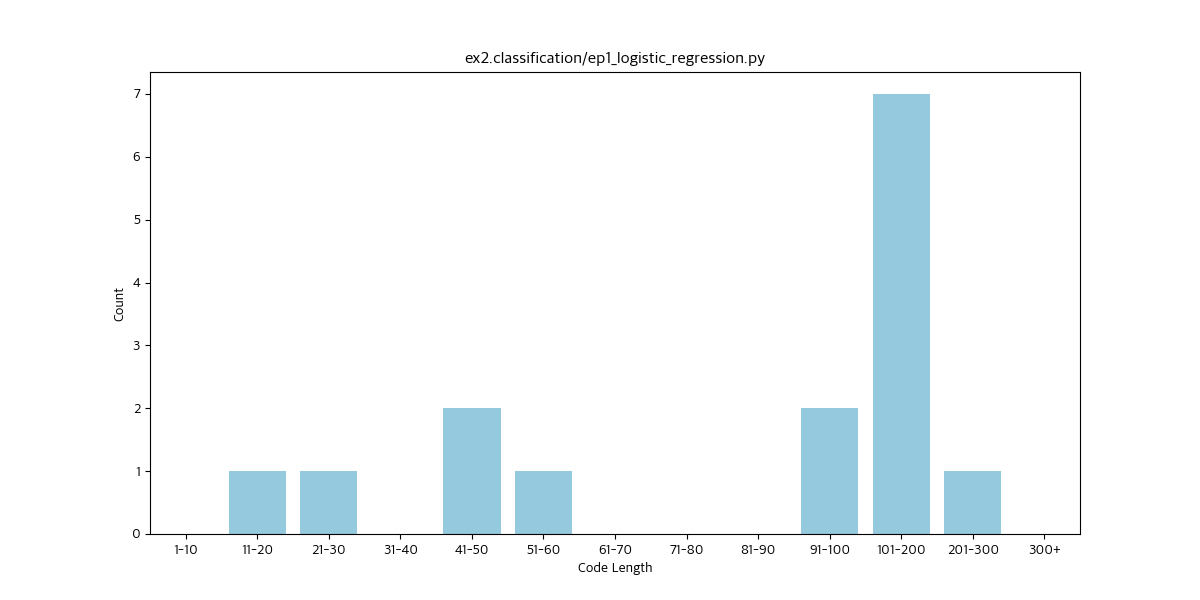 ex2.classification/ep1_logistic_regression.py
7
6
5
4
3
2
1
0
Count
1-10 11-20 21-30 31-40 41-50 51-60 61-70 71-80 81-90 91-100 101-200 201-300 300+
Code Length